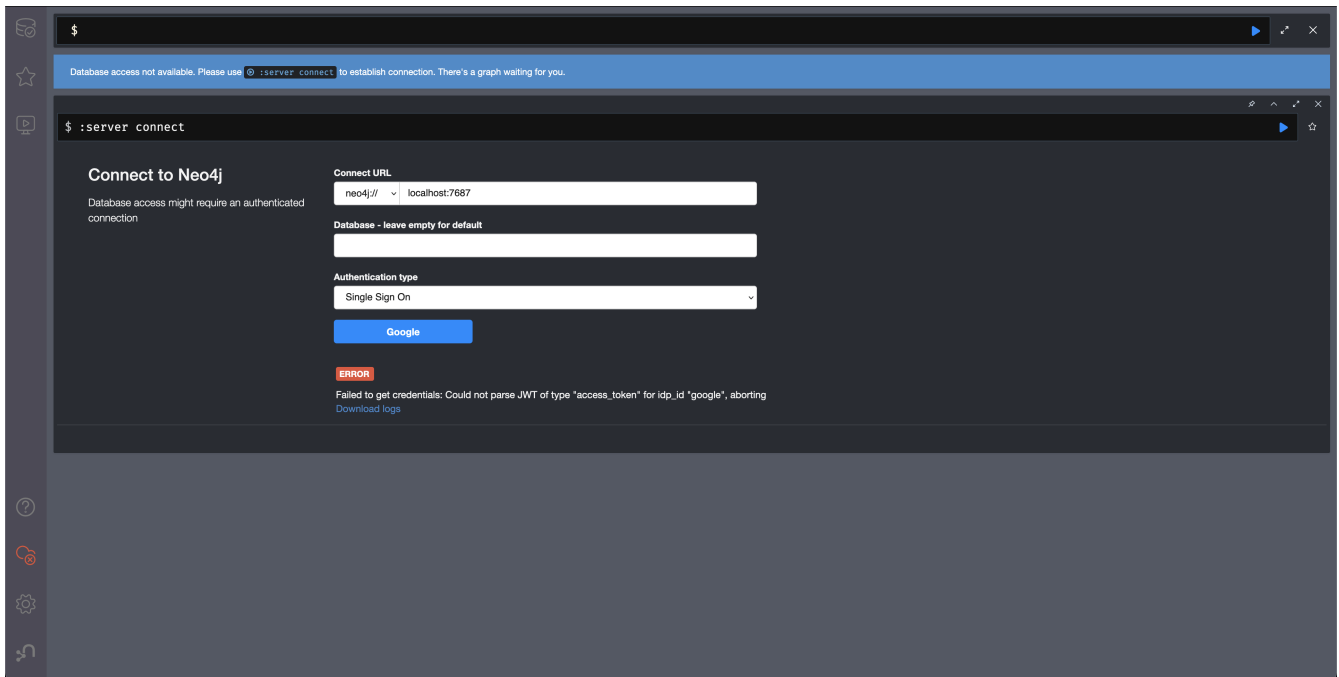 $
Database access not available. Please use :server connect to establish connection. There's a graph waiting for you.
$ :server connect
Connect to Neo4j
Database access might require an authenticated
connection
Connect URL
neo4j:// localhost:7687
Database - leave empty for default
Authentication type
Single Sign On
Google
ERROR
Failed to get credentials: Could not parse JWT of type "access_token" for idp_id "google", aborting
Download logs